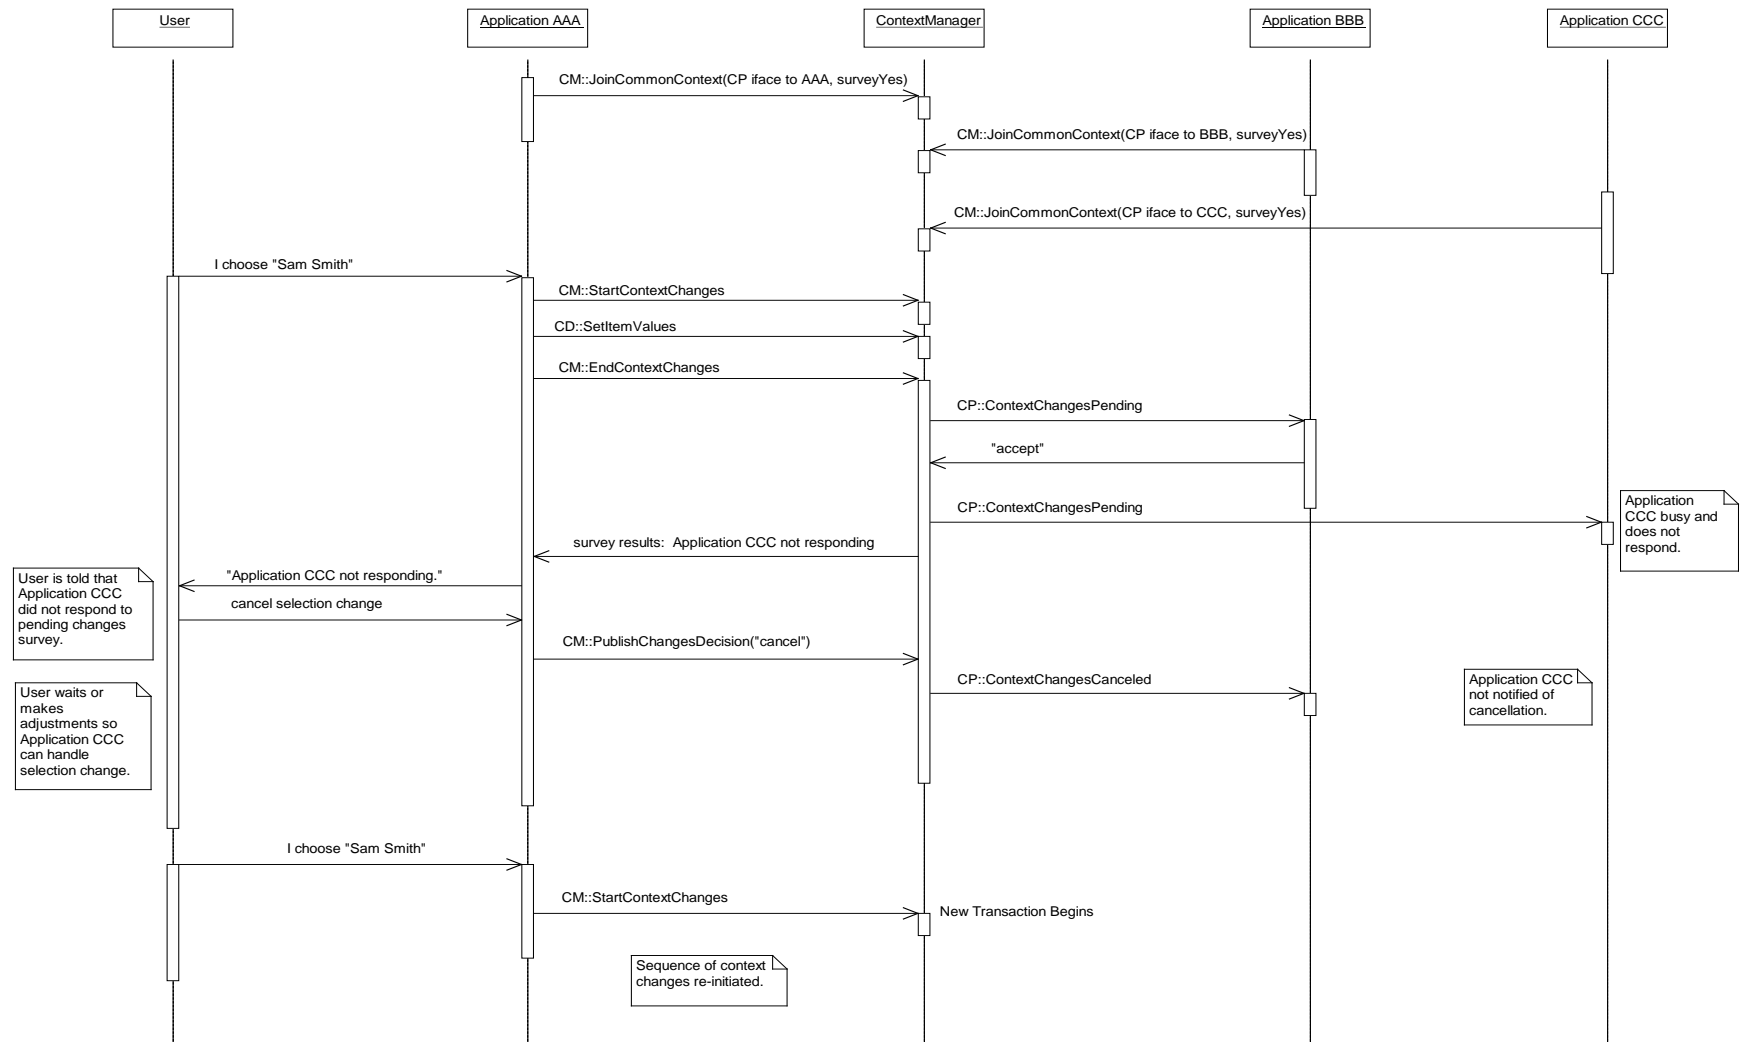 User
Application AAA
ContextManager
Application BBB
Application CCC
CM::JoinCommonContext(CP iface to AAA, surveyYes)
CM::JoinCommonContext(CP iface to BBB, surveyYes)
CM::JoinCommonContext(CP iface to CCC, surveyYes)
I choose "Sam Smith"
CM::StartContextChanges
CD::SetItemValues
CM::EndContextChanges
CP::ContextChangesPending
"accept"
CP::ContextChangesPending
Application
CCC busy and
does not
respond.
survey results:  Application CCC not responding
"Application CCC not responding."
User is told that
Application CCC
did not respond to
pending changes
survey.
cancel selection change
CM::PublishChangesDecision("cancel")
CP::ContextChangesCanceled
Application CCC
not notified of
cancellation.
User waits or
makes
adjustments so
Application CCC
can handle
selection change.
I choose "Sam Smith"
CM::StartContextChanges
New Transaction Begins
Sequence of context
changes re-initiated.